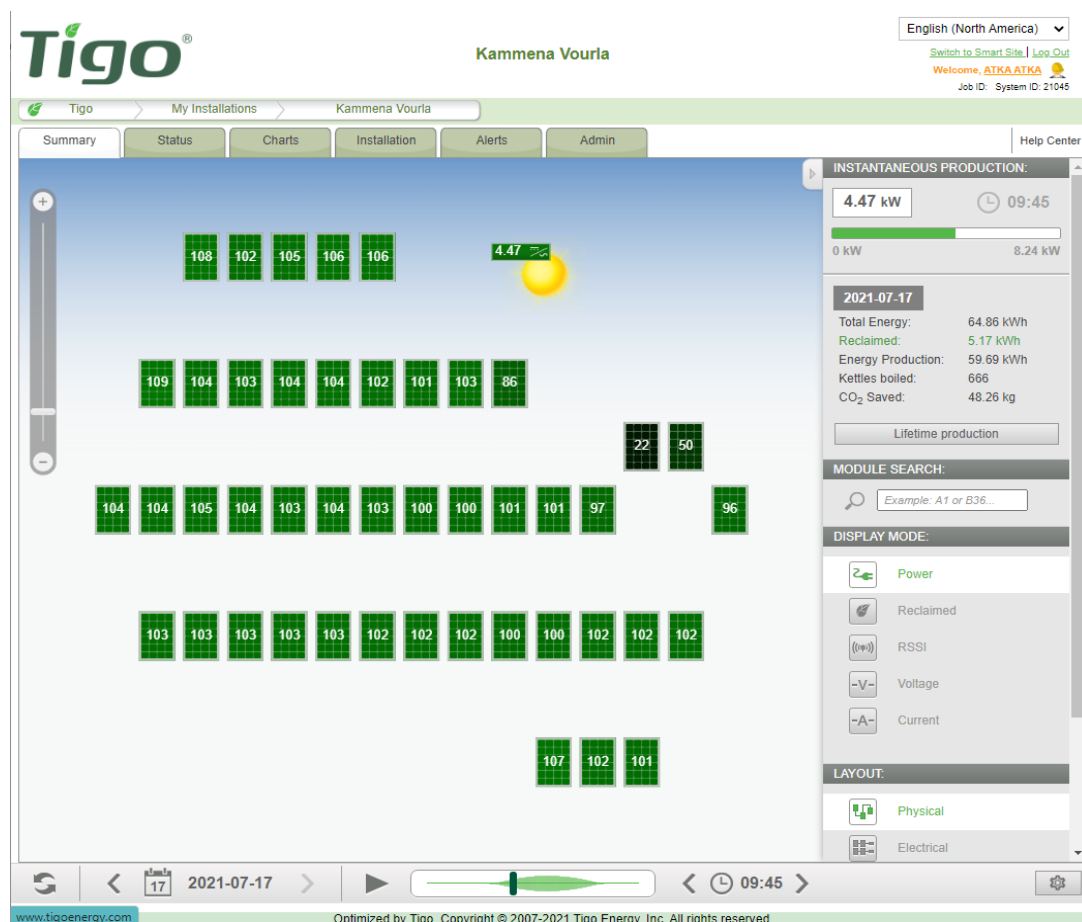 Tigo®
Kammena Vourla
English (North America)
Switch to Smart Site | Log Out
Welcome, ATKA ATKA
Job ID: System ID: 21045
Tigo My Installations Kammena Vourla
Summary Status Charts Installation Alerts Admin Help Center
INSTANTANEOUS PRODUCTION:
4.47 kW 09:45
0 kW 8.24 kW
108 102 105 106 106 4.47
2021-07-17
Total Energy: 64.86 kWh
Reclaimed: 5.17 kWh
Energy Production: 59.69 kWh
Kettles boiled: 666
CO2 Saved: 48.26 kg
109 104 103 104 104 102 101 103 86
Lifetime production
22 50
MODULE SEARCH:
Example: A1 or B36...
104 104 105 104 103 104 103 100 100 101 101 97 96
DISPLAY MODE:
Power
Reclaimed
103 103 103 103 103 102 102 102 100 100 102 102 102
RSSI
-V- Voltage
-A- Current
107 102 101
LAYOUT:
Physical
Electrical
17 2021-07-17 09:45
www.tigoenergy.com
Optimized by Tigo. Copyright © 2007-2021 Tigo Energy, Inc. All rights reserved